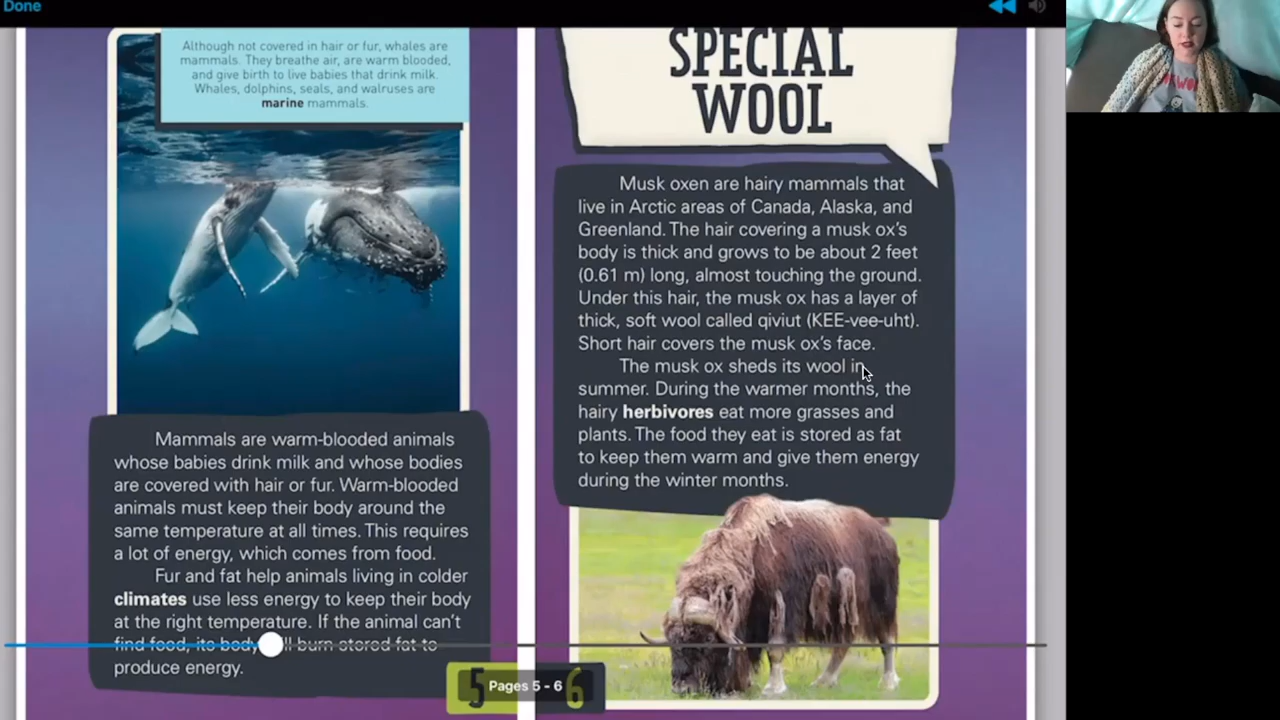 Done
Although not covered in hair or fur, whales are
mammals. They breathe air, are warm blooded,
and give birth to live babies that drink milk.
Whales, dolphins, seals, and walruses are
marine mammals.
Mammals are warm-blooded animals
whose babies drink milk and whose bodies
are covered with hair or fur. Warm-blooded
animals must keep their body around the
same temperature at all times. This requires
a lot of energy, which comes from food.
Fur and fat help animals living in colder
climates use less energy to keep their body
at the right temperature. If the animal can't
find food, its body will burn stored fat to
produce energy.
SPECIAL
WOOL
Musk oxen are hairy mammals that
live in Arctic areas of Canada, Alaska, and
Greenland. The hair covering a musk ox's
body is thick and grows to be about 2 feet
(0.61 m) long, almost touching the ground.
Under this hair, the musk ox has a layer of
thick, soft wool called qiviut (KEE-vee-uht).
Short hair covers the musk ox's face.
The musk ox sheds its wool in
summer. During the warmer months, the
hairy herbivores eat more grasses and
plants. The food they eat is stored as fat
to keep them warm and give them energy
during the winter months.
5 Pages 5 - 6 6